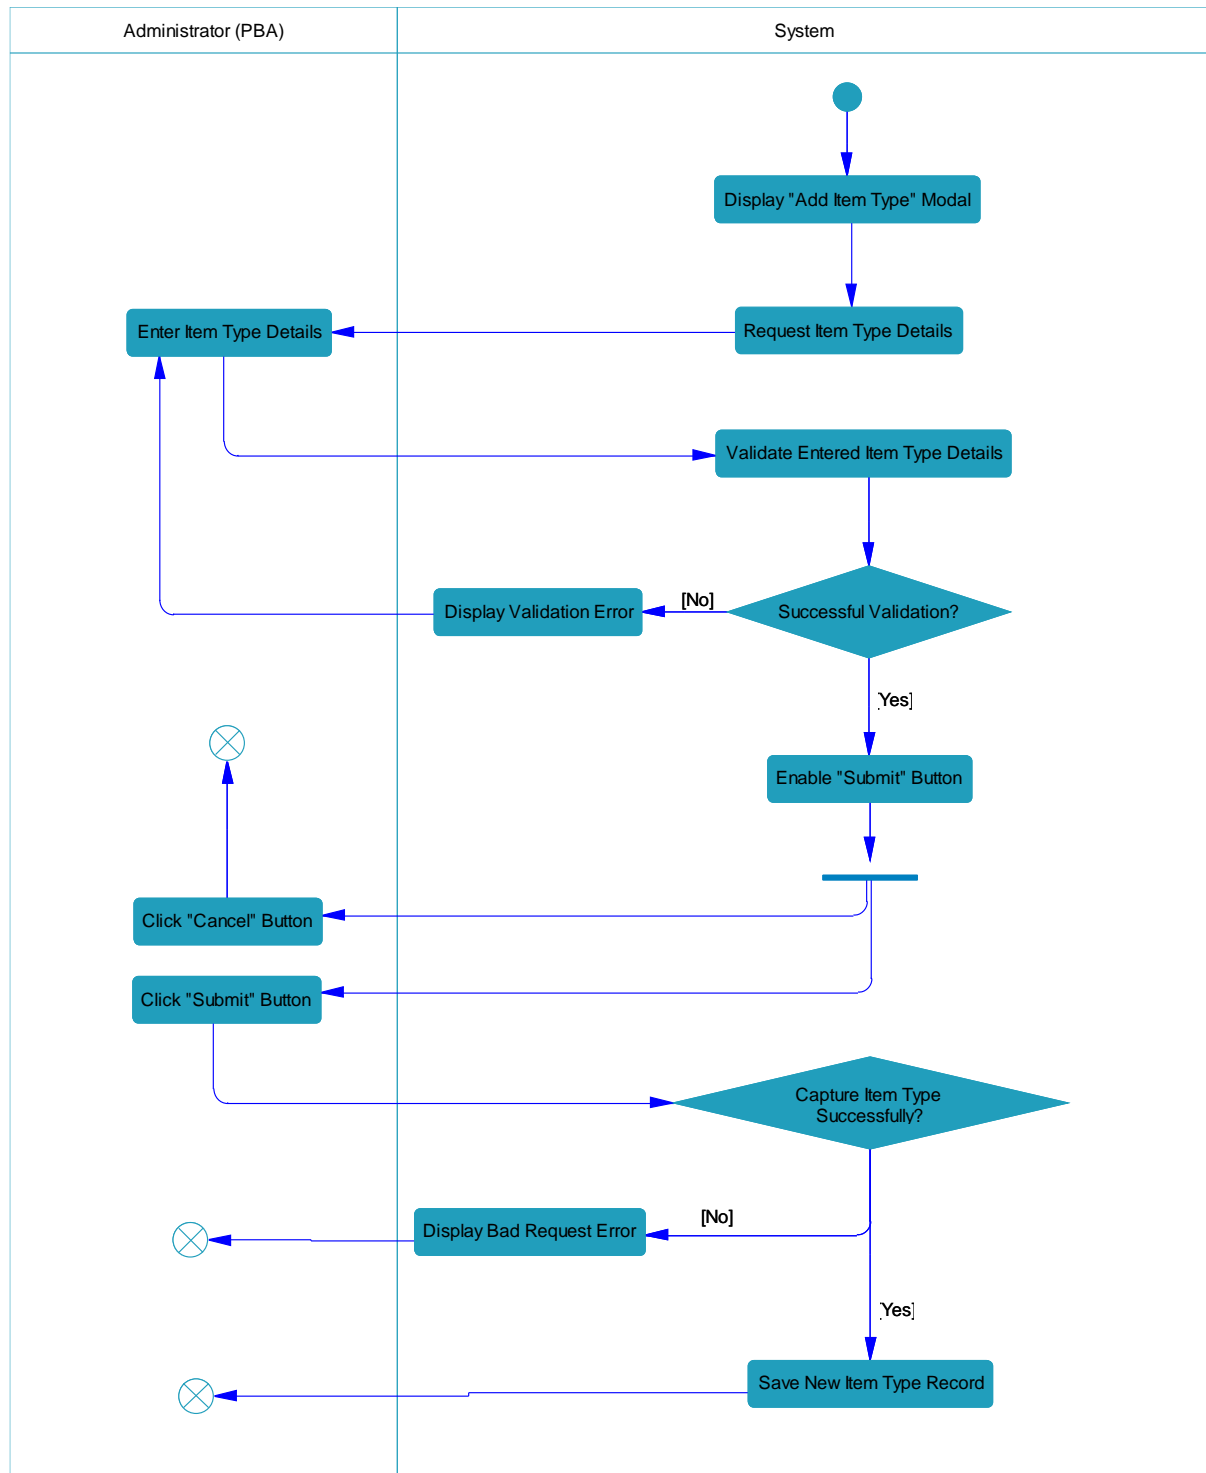 Administrator (PBA)
System
Display "Add Item Type" Modal
Enter Item Type Details
Request Item Type Details
Validate Entered Item Type Details
Display Validation Error
[No]
Successful Validation?
[Yes]
Enable "Submit" Button
Click "Cancel" Button
Click "Submit" Button
Capture Item Type
Successfully?
Display Bad Request Error
[No]
[Yes]
Save New Item Type Record